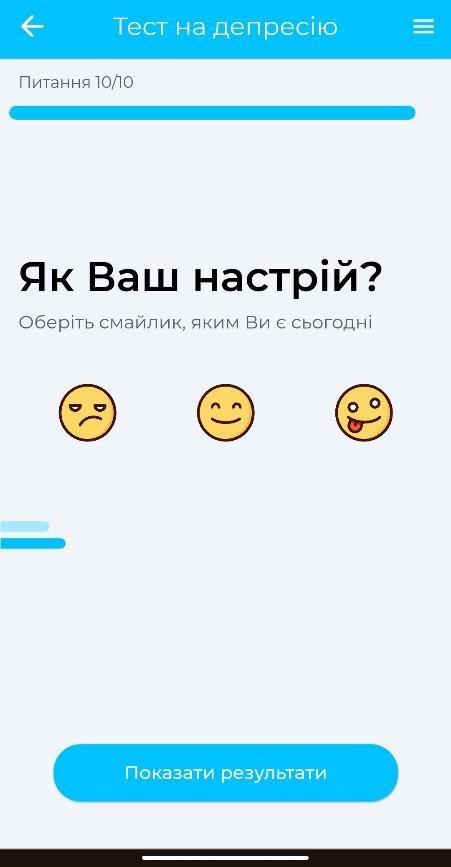 Тест на депресію
Питання 10/10
Як Ваш настрій?
Оберіть смайлик, яким Ви є сьогодні
Показати результати